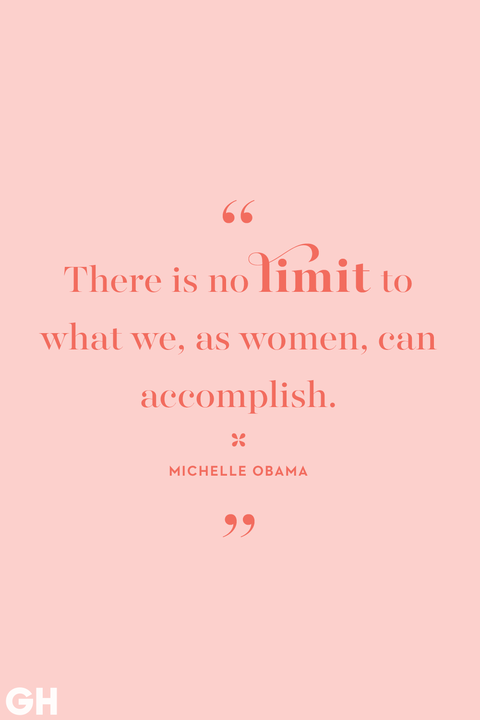 “
There is no limit to
what we, as women, can
accomplish.
MICHELLE OBAMA
”
GH